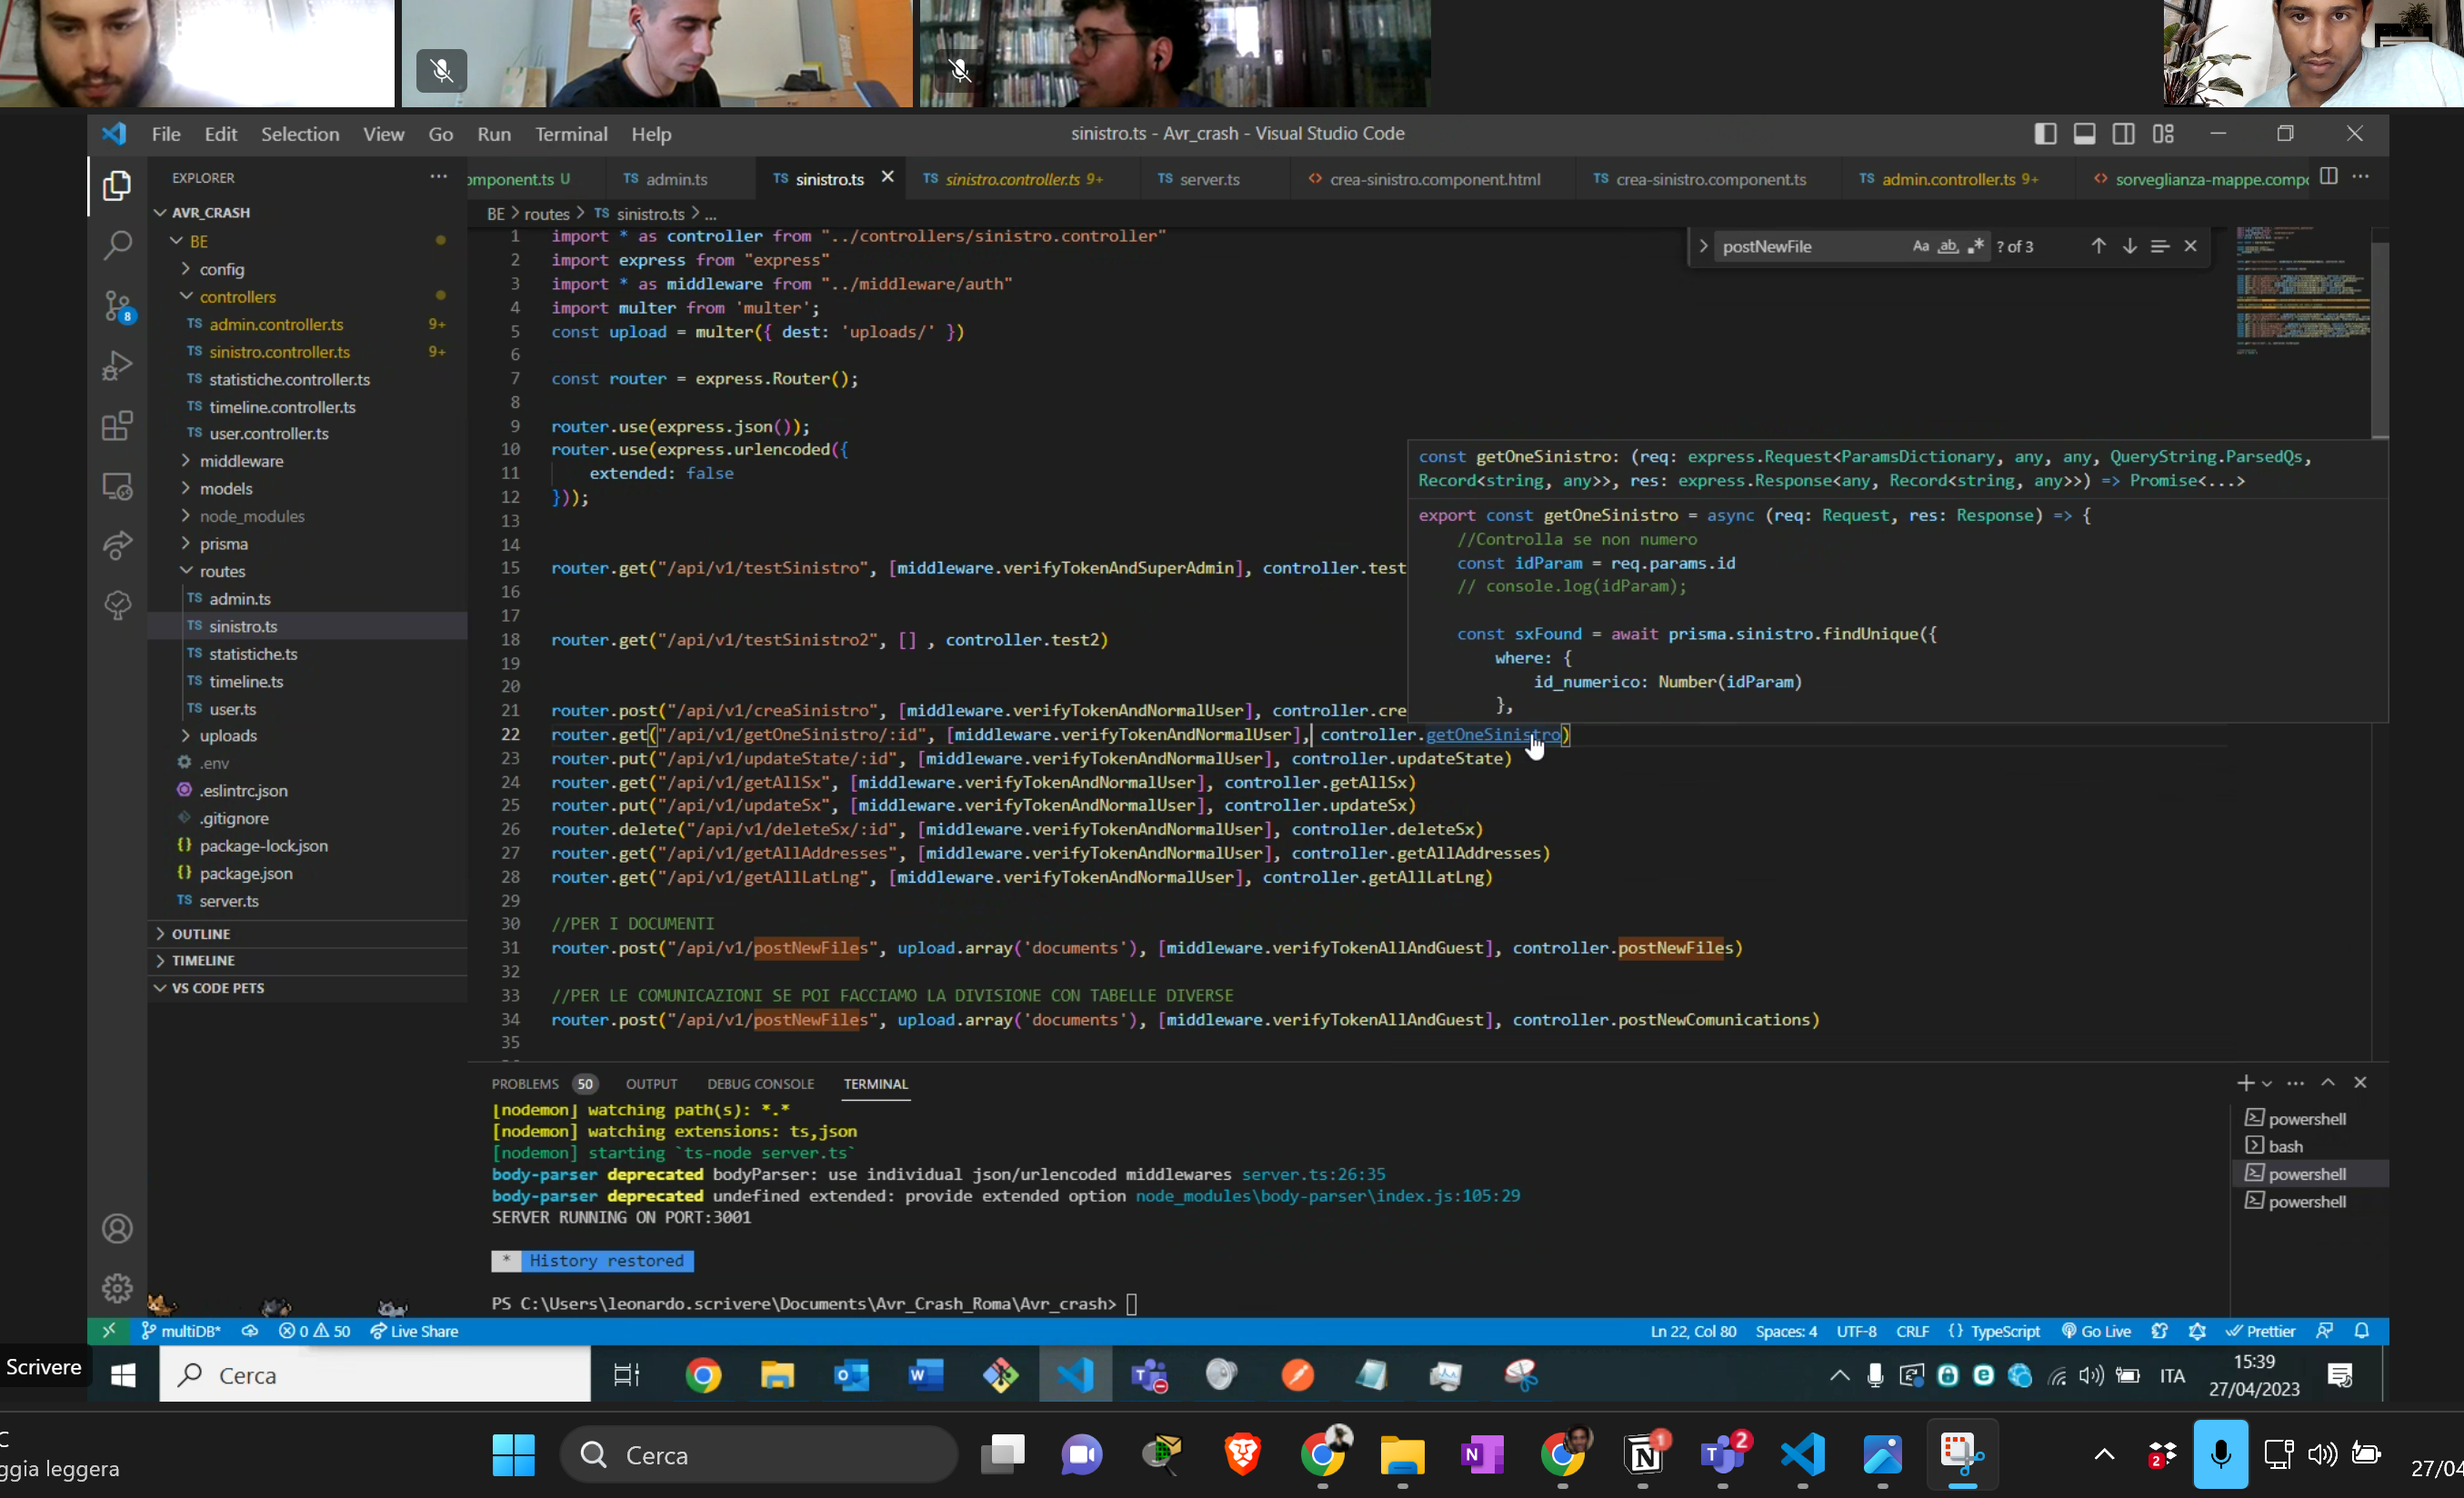 File Edit Selection View Go Run Terminal Help
sinistro.ts - Avr_crash - Visual Studio Code
EXPLORER
omponent.ts U
TS admin.ts
TS sinistro.ts
TS sinistro.controller.ts 9+
TS server.ts
<> crea-sinistro.component.html
TS crea-sinistro.component.ts
TS admin.controller.ts 9+
<> sorveglianza-mappe.compo
AVR_CRASH
BE
config
controllers
TS admin.controller.ts 9+
TS sinistro.controller.ts 9+
TS statistiche.controller.ts
TS timeline.controller.ts
TS user.controller.ts
middleware
models
node_modules
prisma
routes
TS admin.ts
TS sinistro.ts
TS statistiche.ts
TS timeline.ts
TS user.ts
uploads
.env
.eslintrc.json
.gitignore
{} package-lock.json
{} package.json
TS server.ts
OUTLINE
TIMELINE
VS CODE PETS
8
BE > routes > TS sinistro.ts > ...
postNewFile Aa ab ? of 3
1 import * as controller from "../controllers/sinistro.controller"
2 import express from "express"
3 import * as middleware from "../middleware/auth"
4 import multer from 'multer';
5 const upload = multer({ dest: 'uploads/' })
6
7 const router = express.Router();
8
9 router.use(express.json());
10 router.use(express.urlencoded({
11 extended: false
12 }));
13
14
15 router.get("/api/v1/testSinistro", [middleware.verifyTokenAndSuperAdmin], controller.test
16
17
18 router.get("/api/v1/testSinistro2", [] , controller.test2)
19
20
21 router.post("/api/v1/creaSinistro", [middleware.verifyTokenAndNormalUser], controller.cre
22 router.get("/api/v1/getOneSinistro/:id", [middleware.verifyTokenAndNormalUser], controller.getOneSinistro)
23 router.put("/api/v1/updateState/:id", [middleware.verifyTokenAndNormalUser], controller.updateState)
24 router.get("/api/v1/getAllSx", [middleware.verifyTokenAndNormalUser], controller.getAllSx)
25 router.put("/api/v1/updateSx", [middleware.verifyTokenAndNormalUser], controller.updateSx)
26 router.delete("/api/v1/deleteSx/:id", [middleware.verifyTokenAndNormalUser], controller.deleteSx)
27 router.get("/api/v1/getAllAddresses", [middleware.verifyTokenAndNormalUser], controller.getAllAddresses)
28 router.get("/api/v1/getAllLatLng", [middleware.verifyTokenAndNormalUser], controller.getAllLatLng)
29
30 //PER I DOCUMENTI
31 router.post("/api/v1/postNewFiles", upload.array('documents'), [middleware.verifyTokenAllAndGuest], controller.postNewFiles)
32
33 //PER LE COMUNICAZIONI SE POI FACCIAMO LA DIVISIONE CON TABELLE DIVERSE
34 router.post("/api/v1/postNewFiles", upload.array('documents'), [middleware.verifyTokenAllAndGuest], controller.postNewComunications)
35
const getOneSinistro: (req: express.Request<ParamsDictionary, any, any, QueryString.ParsedQs,
Record<string, any>>, res: express.Response<any, Record<string, any>>) => Promise<...>
export const getOneSinistro = async (req: Request, res: Response) => {
//Controlla se non numero
const idParam = req.params.id
// console.log(idParam);
const sxFound = await prisma.sinistro.findUnique({
where: {
id_numerico: Number(idParam)
},
PROBLEMS 50 OUTPUT DEBUG CONSOLE TERMINAL
[nodemon] watching path(s): *.*
[nodemon] watching extensions: ts,json
[nodemon] starting `ts-node server.ts`
body-parser deprecated bodyParser: use individual json/urlencoded middlewares server.ts:26:35
body-parser deprecated undefined extended: provide extended option node_modules\body-parser\index.js:105:29
SERVER RUNNING ON PORT:3001
* History restored
PS C:\Users\leonardo.scrivere\Documents\Avr_Crash_Roma\Avr_crash>
powershell
bash
powershell
powershell
multiDB* 0 50 Live Share
Ln 22, Col 80 Spaces: 4 UTF-8 CRLF {} TypeScript Go Live Prettier
Scrivere
Cerca
ITA
15:39
27/04/2023
C
ggia leggera
Cerca
1
2
2
27/04